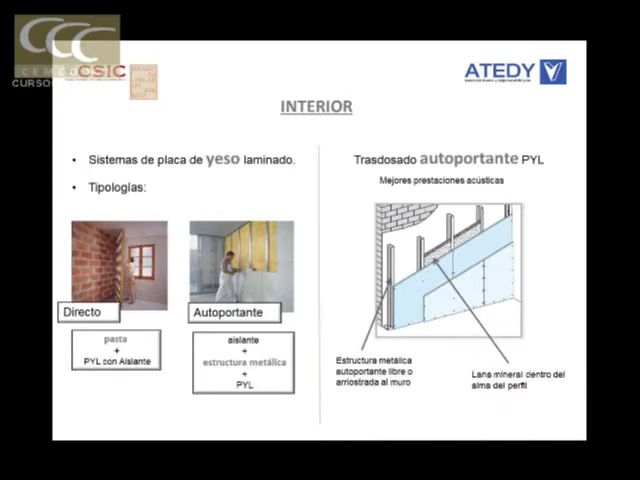 CCC
CEMCO
CSIC
CURSO
ATEDY
INTERIOR
• Sistemas de placa de yeso laminado.
• Tipologías:
Directo
pasta
+
PYL con Aislante
Autoportante
aislante
+
estructura metálica
+
PYL
Trasdosado autoportante PYL
Mejores prestaciones acústicas
Estructura metálica
autoportante libre o
arriostrada al muro
Lana mineral dentro del
alma del perfil